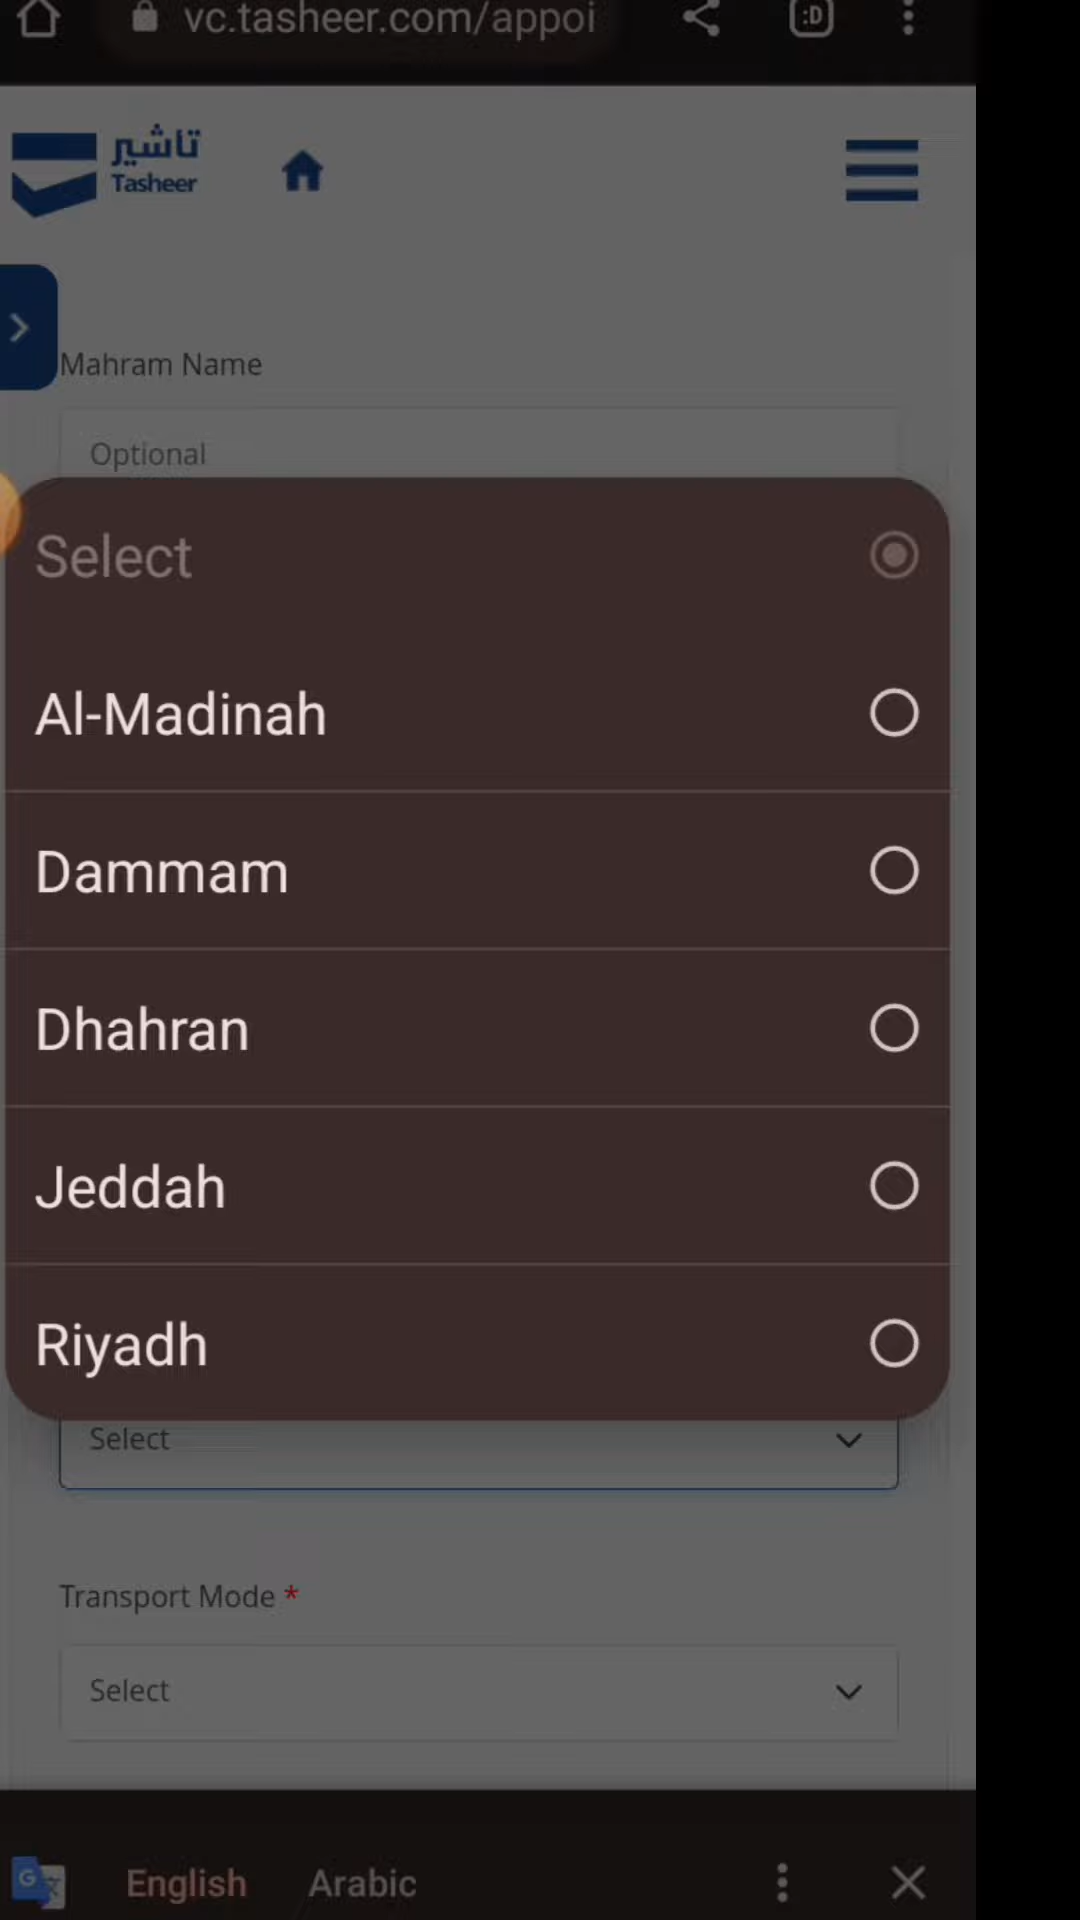 vc.tasheer.com/appoi
:D
تاشير
Tasheer
Mahram Name
Optional
Select
Al-Madinah
Dammam
Dhahran
Jeddah
Riyadh
Select
Transport Mode *
Select
G
English
Arabic